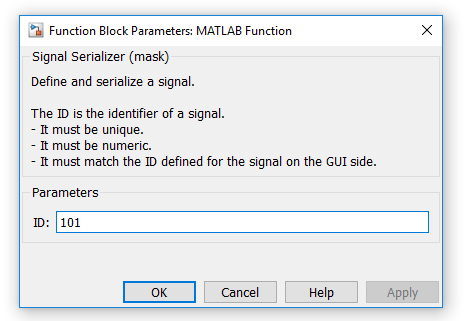 Function Block Parameters: MATLAB Function
Signal Serializer (mask)
Define and serialize a signal.
The ID is the identifier of a signal.
- It must be unique.
- It must be numeric.
- It must match the ID defined for the signal on the GUI side.
Parameters
ID: 101
OK Cancel Help Apply